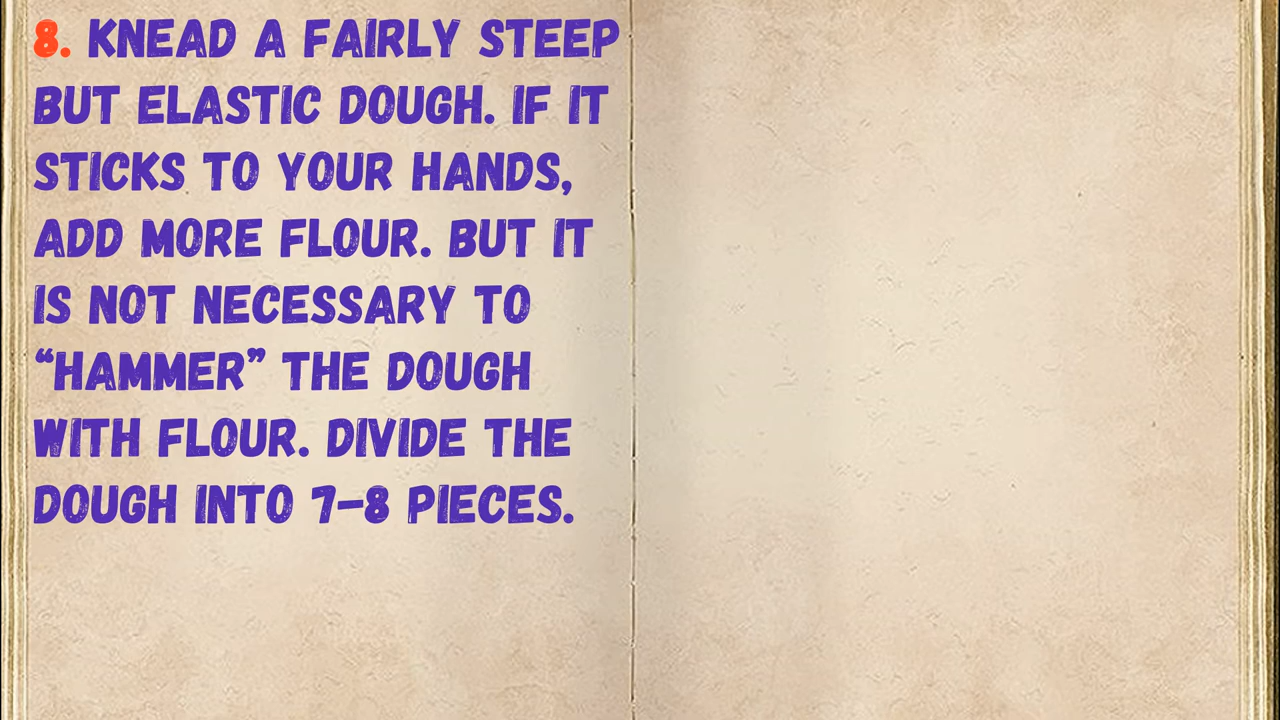 8. KNEAD A FAIRLY STEEP
BUT ELASTIC DOUGH. IF IT
STICKS TO YOUR HANDS,
ADD MORE FLOUR. BUT IT
IS NOT NECESSARY TO
“HAMMER” THE DOUGH
WITH FLOUR. DIVIDE THE
DOUGH INTO 7–8 PIECES.